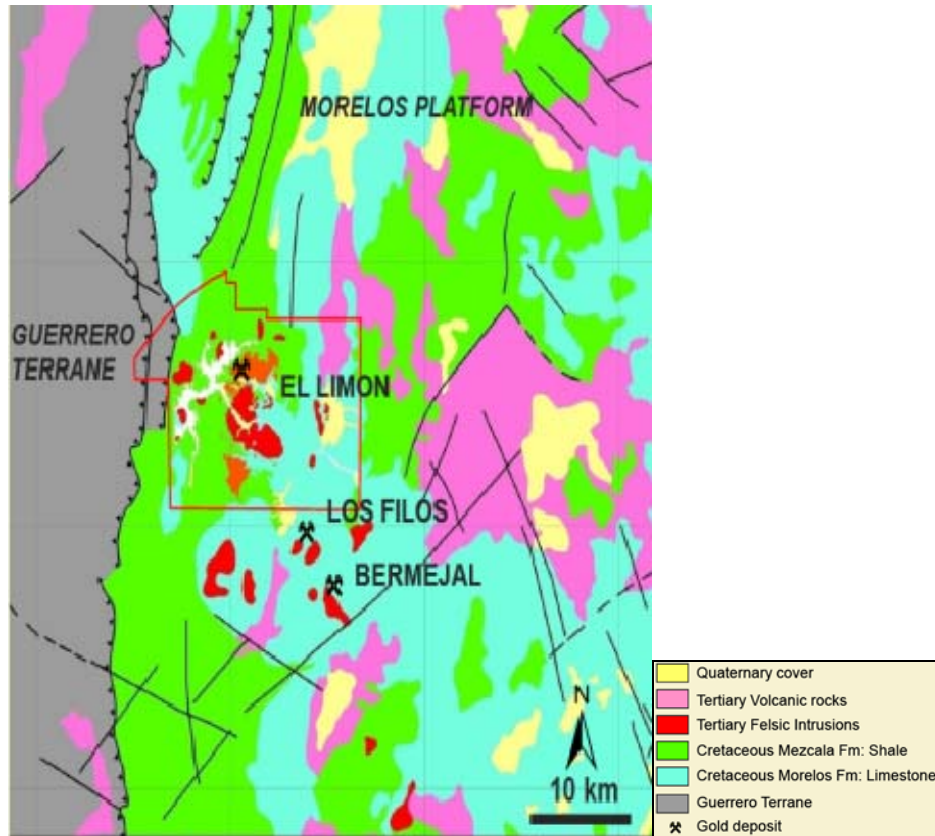 MORELOS PLATFORM
GUERRERO
TERRANE
EL LIMON
LOS FILOS
BERMEJAL
N
10 km
Quaternary cover
Tertiary Volcanic rocks
Tertiary Felsic Intrusions
Cretaceous Mezcala Fm: Shale
Cretaceous Morelos Fm: Limestone
Guerrero Terrane
Gold deposit